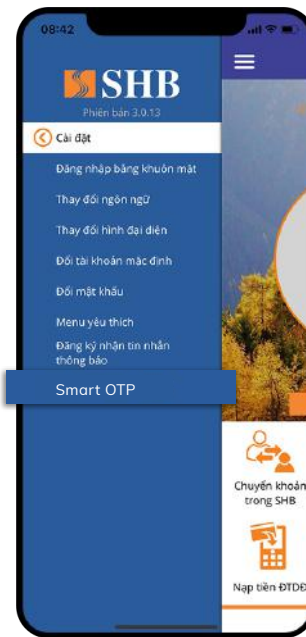 08:42
SHB
Phiên bản 3.0.13
Cài đặt
Đăng nhập bằng khuôn mặt
Thay đổi ngôn ngữ
Thay đổi hình đại diện
Đổi tài khoản mặc định
Đổi mật khẩu
Menu yêu thích
Đăng ký nhận tin nhắn
thông báo
Smart OTP
Chuyển khoản
trong SHB
Nạp tiền ĐTDĐ